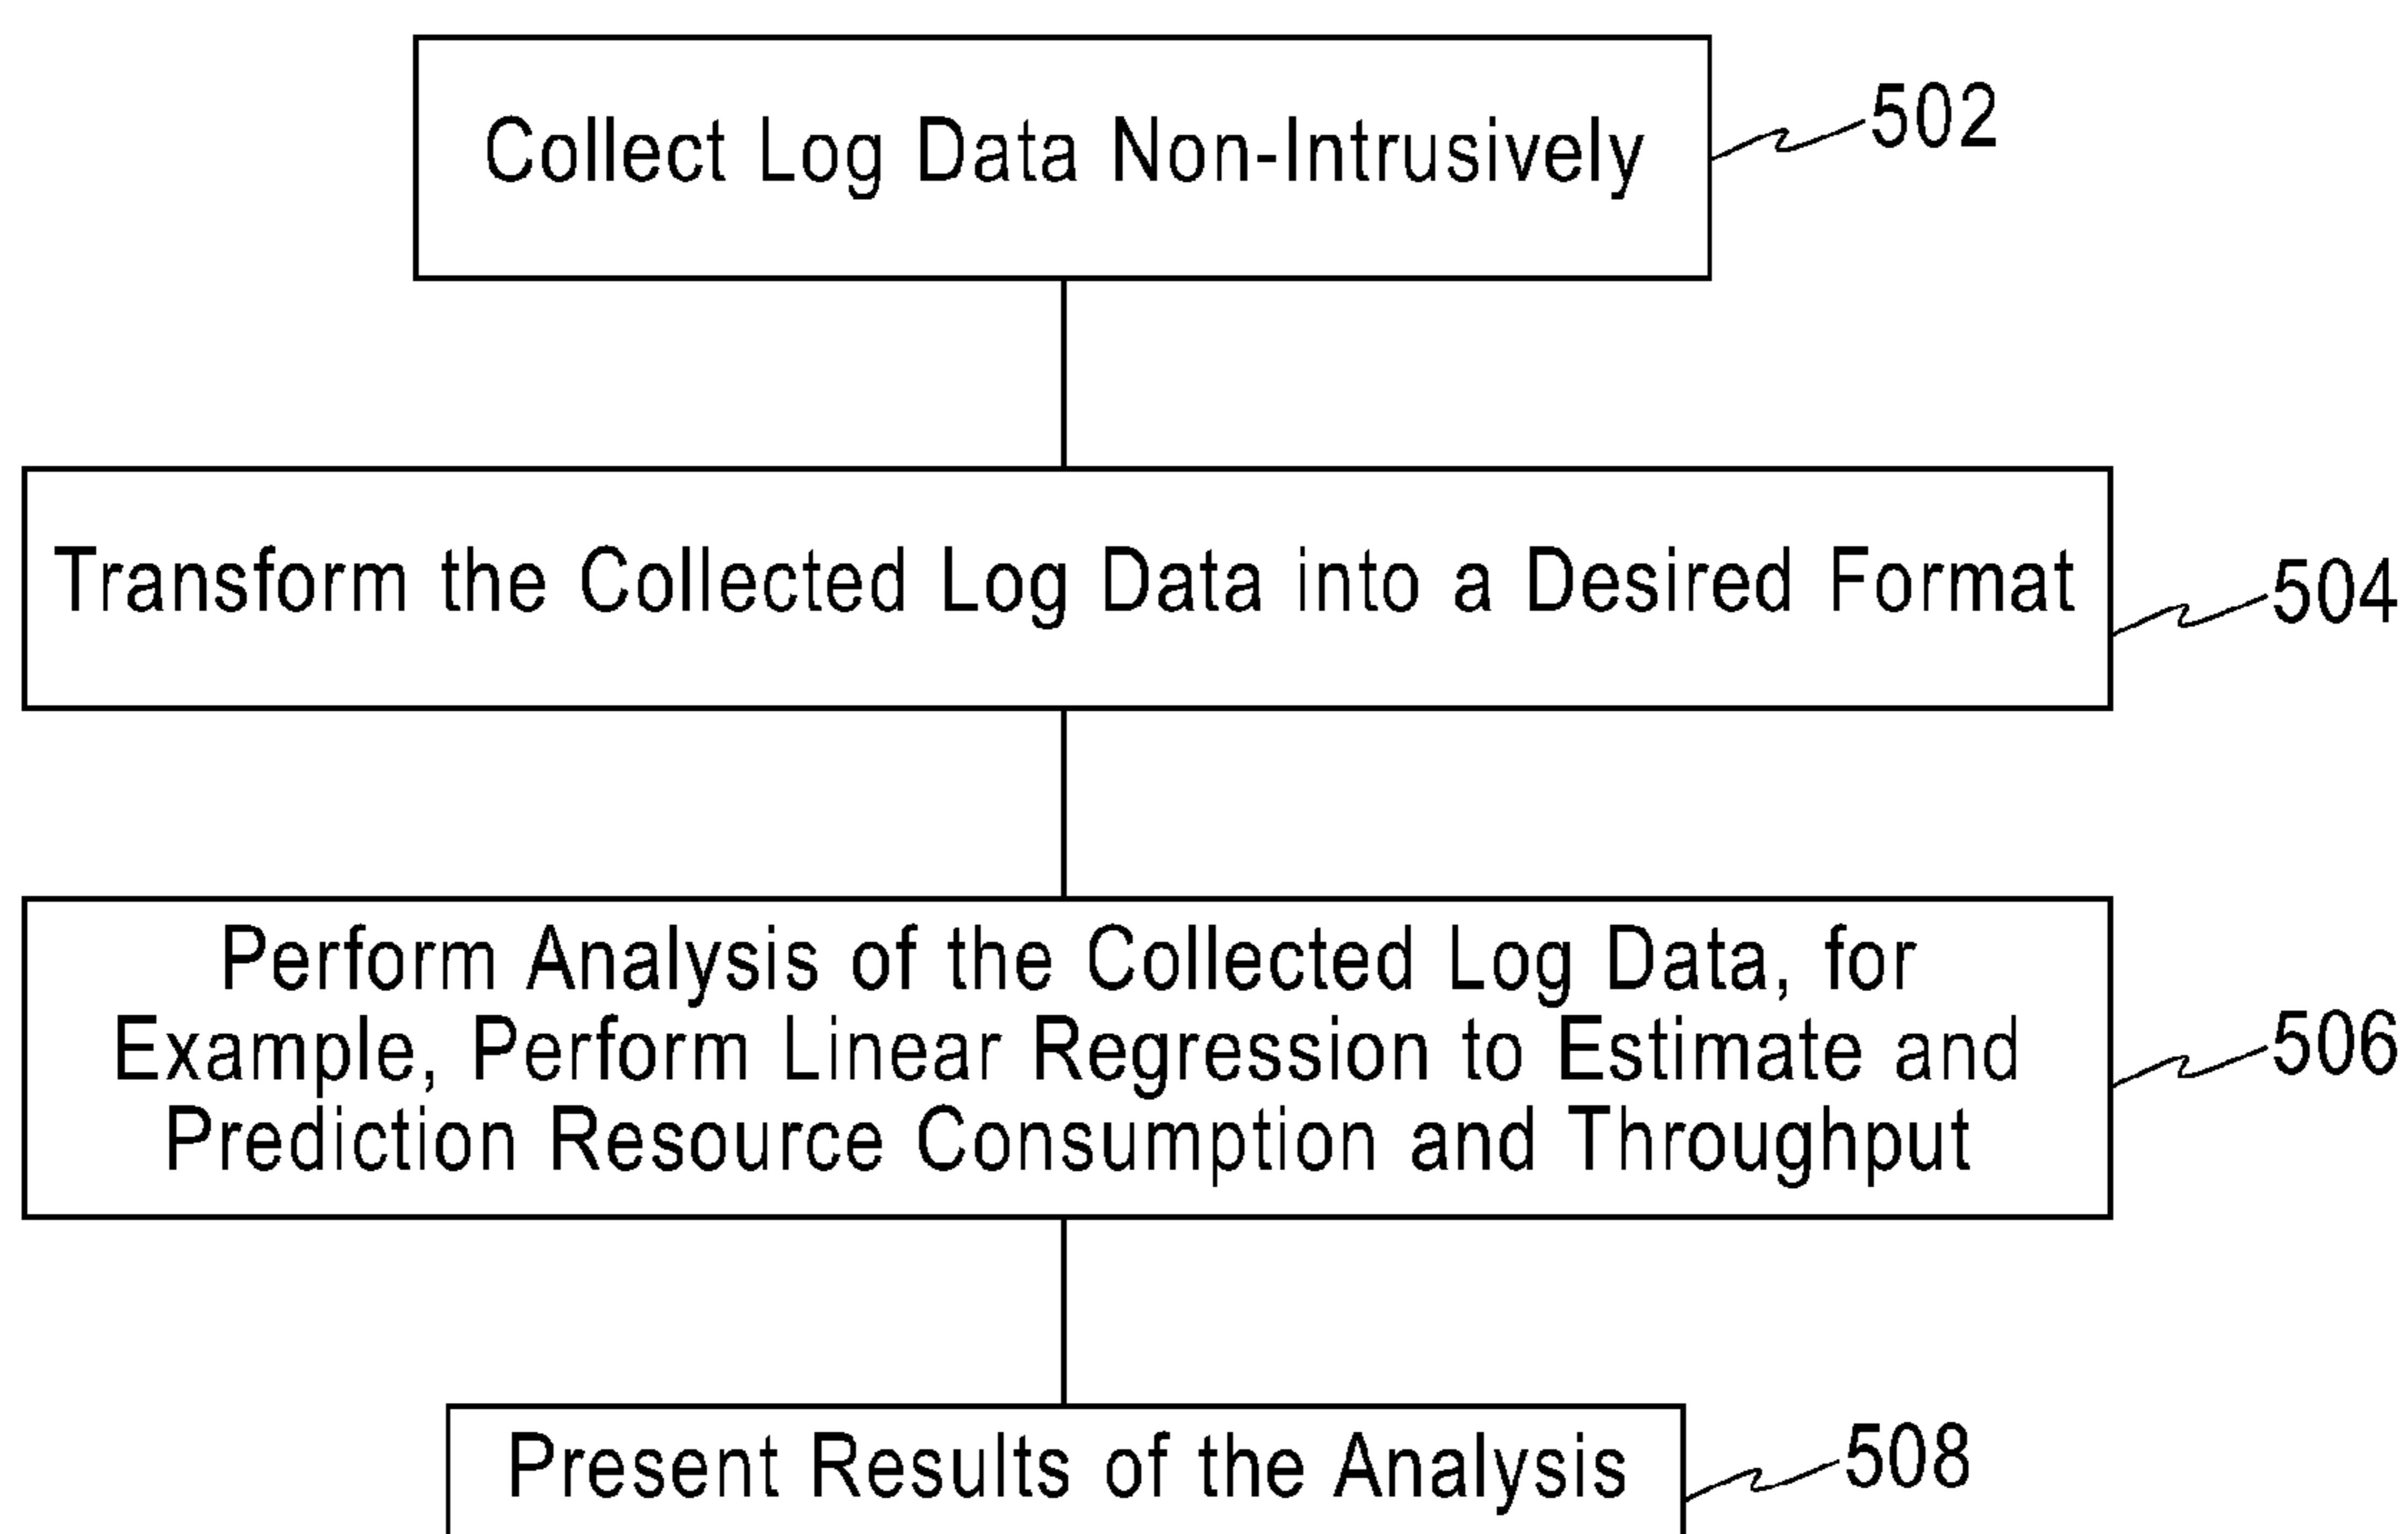 Collect Log Data Non-Intrusively
502
Transform the Collected Log Data into a Desired Format
504
Perform Analysis of the Collected Log Data, for
Example, Perform Linear Regression to Estimate and
Prediction Resource Consumption and Throughput
506
Present Results of the Analysis
508